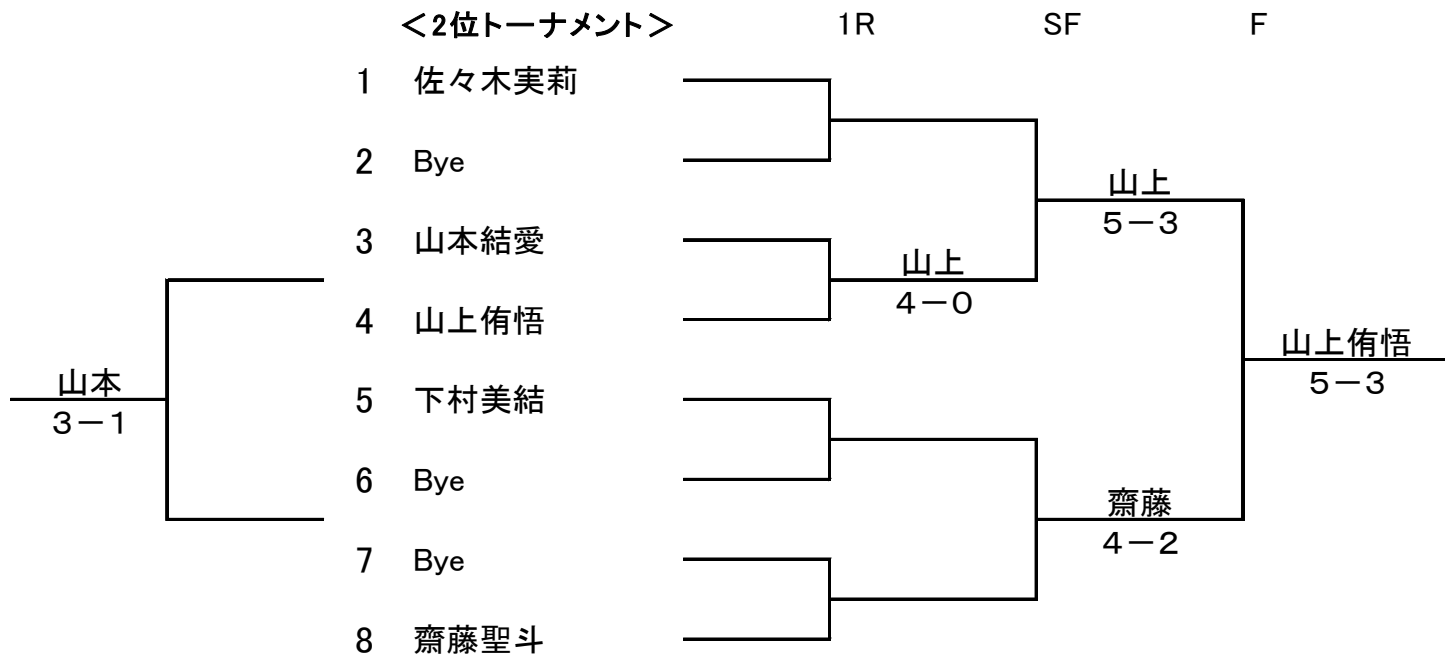 ＜2位トーナメント＞ 1R SF F
1 佐々木実莉
2 Bye
山上
5－3
3 山本結愛
山上
4－0
4 山上侑悟
山上侑悟
5－3
山本
3－1
5 下村美結
6 Bye
齋藤
4－2
7 Bye
8 齋藤聖斗